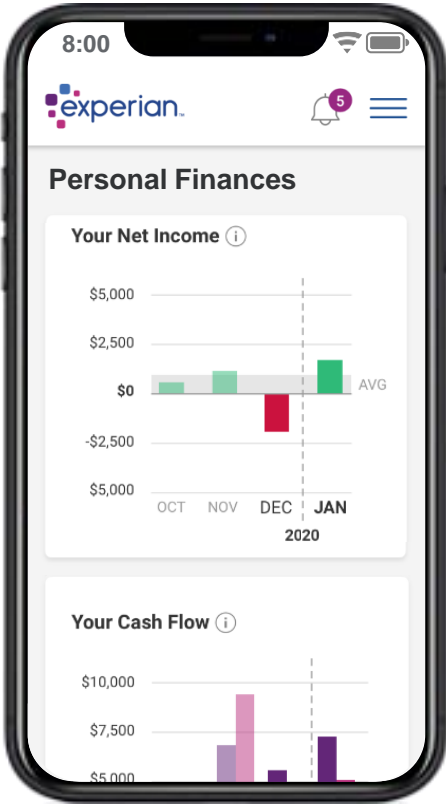 8:00
experian™
5
Personal Finances
Your Net Income i
$5,000
$2,500
$0
AVG
-$2,500
$5,000
OCT NOV DEC JAN
2020
Your Cash Flow i
$10,000
$7,500
$5,000